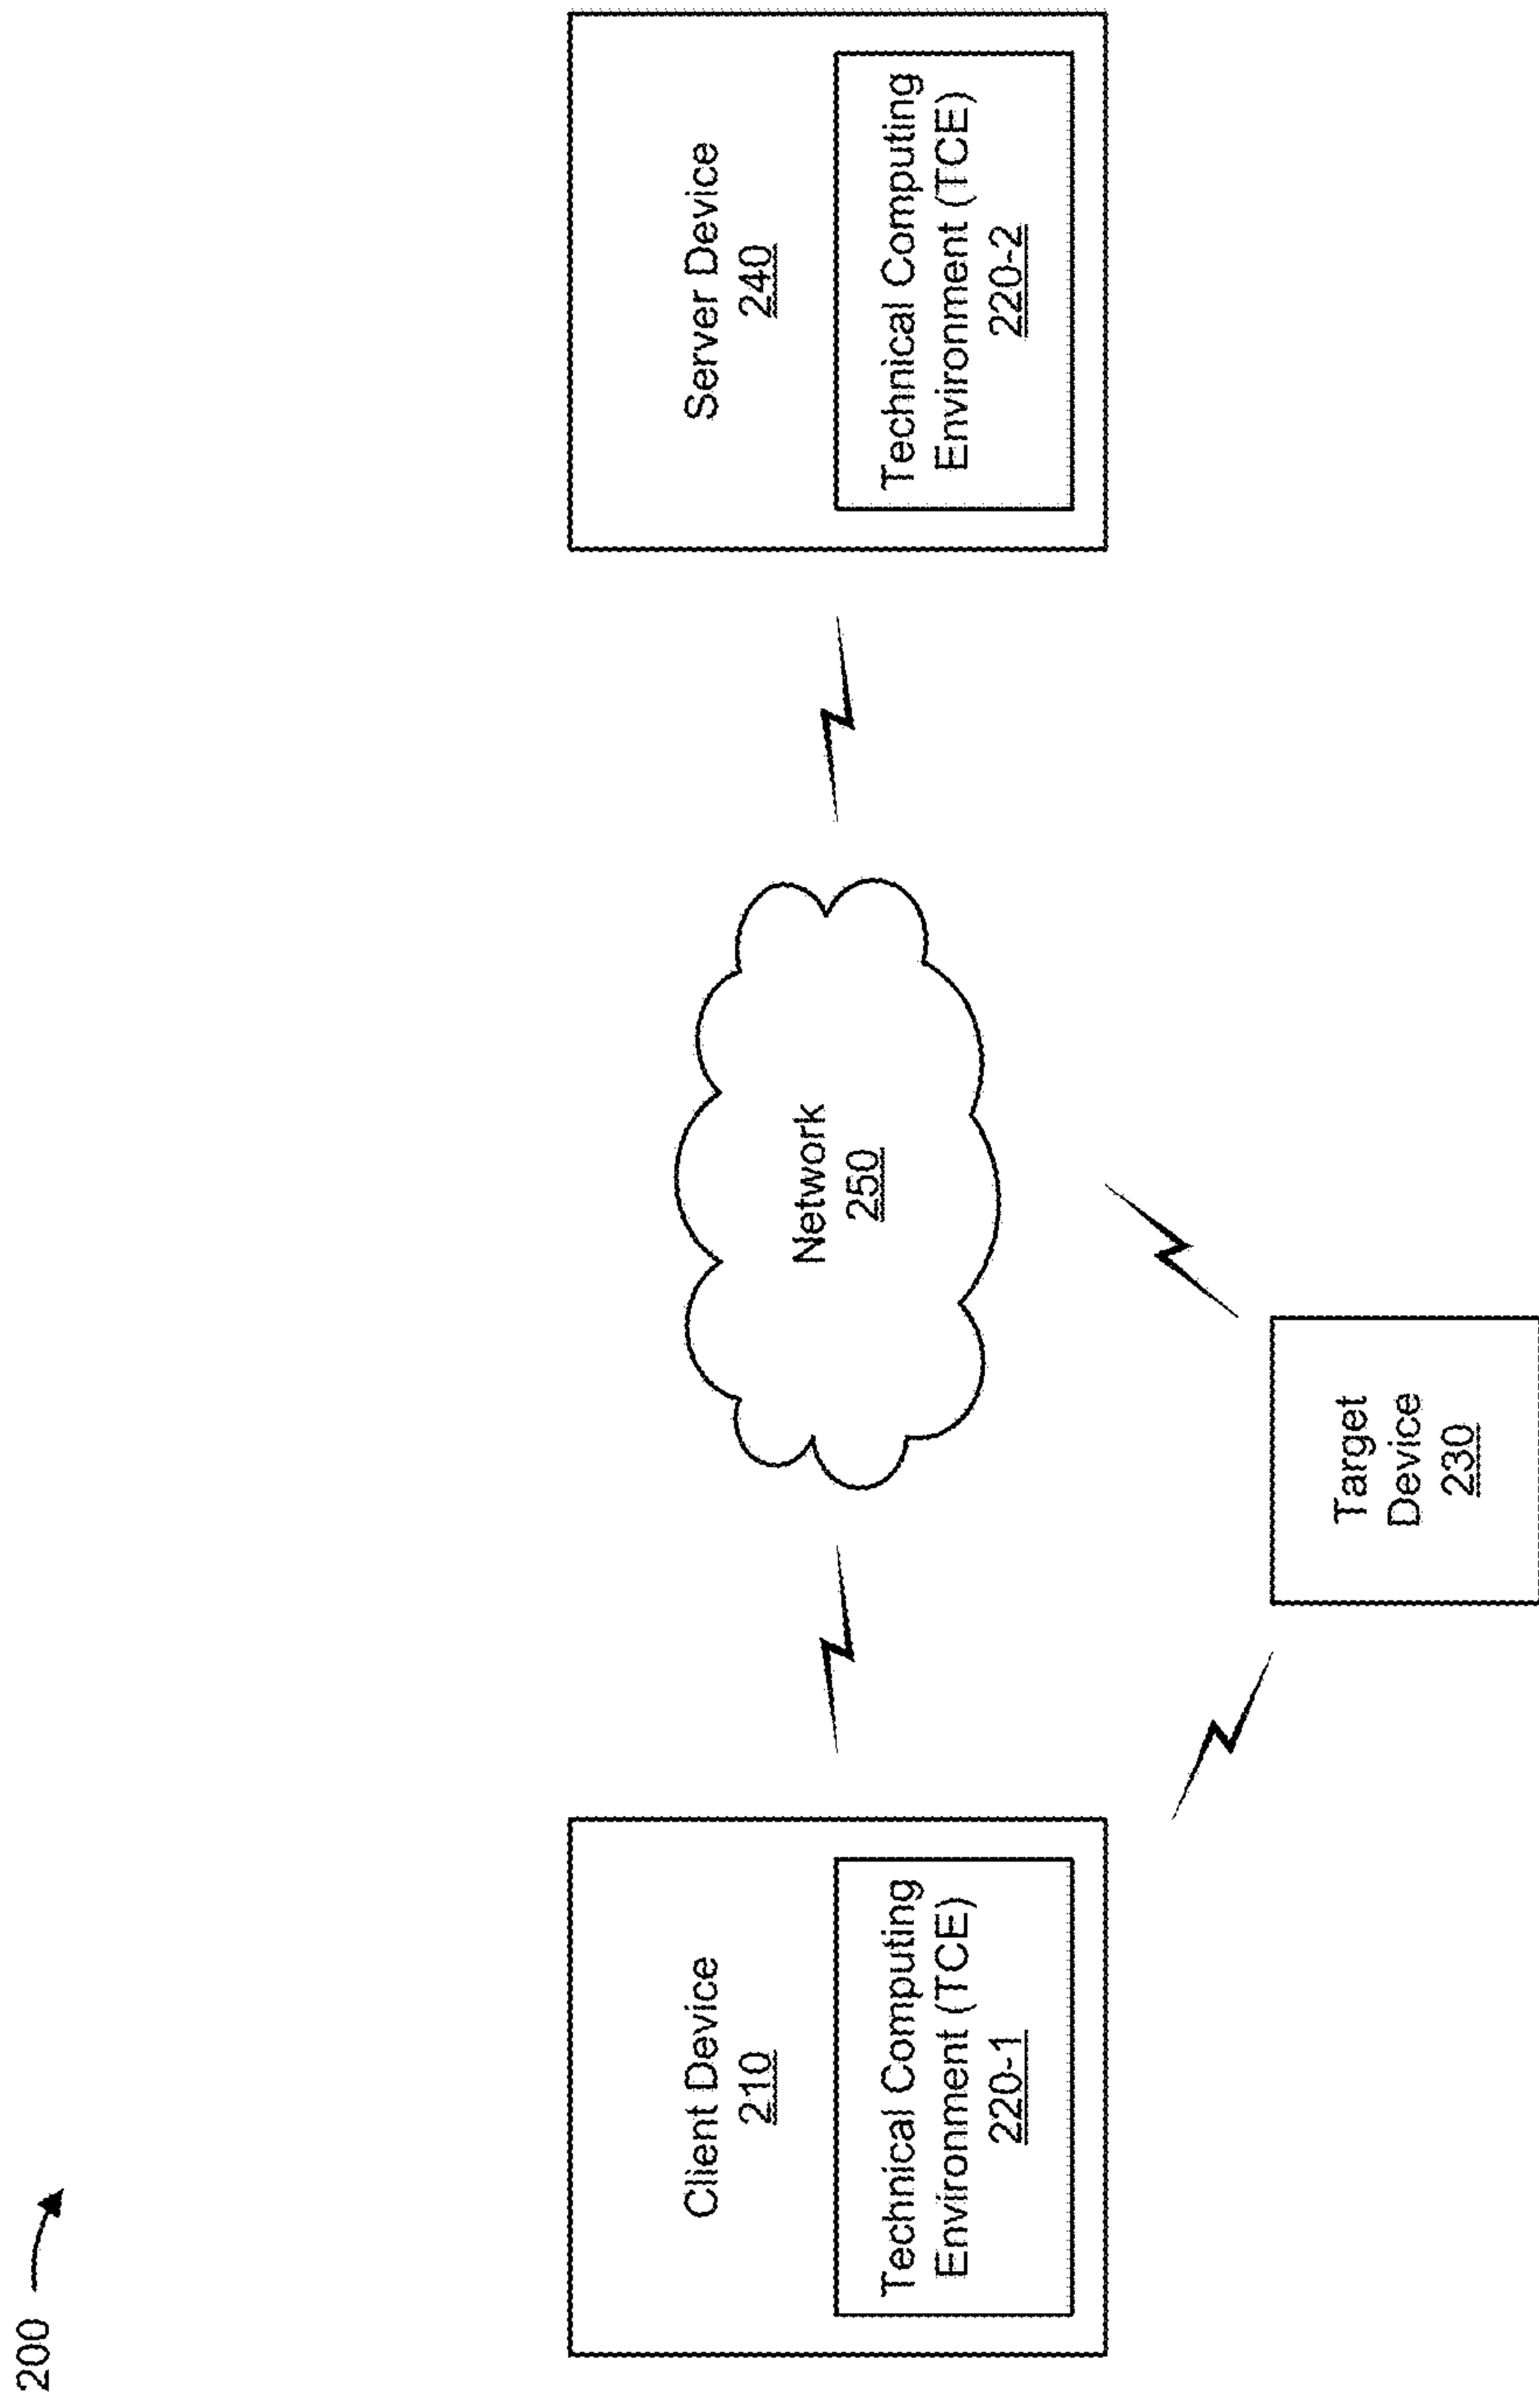 200
Client Device
210
Technical Computing
Environment (TCE)
220-1
Network
250
Server Device
240
Technical Computing
Environment (TCE)
220-2
Target
Device
230